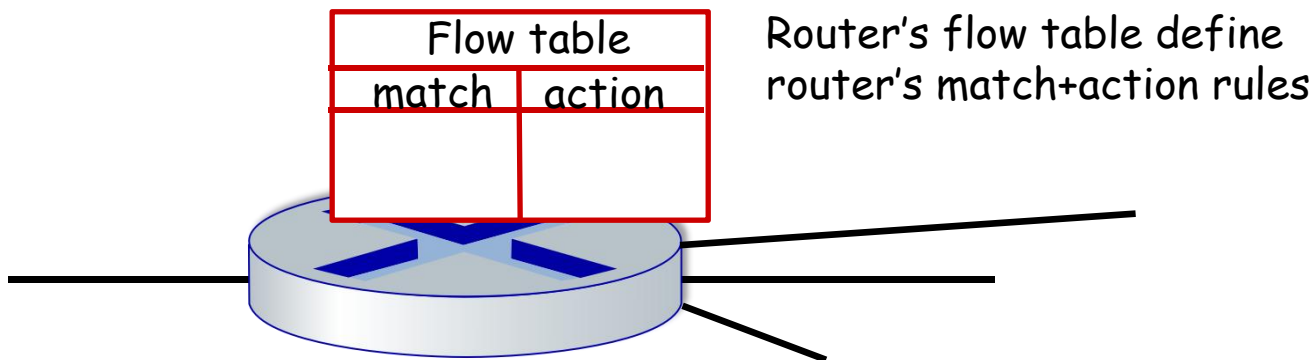 Flow table
match action
Router's flow table define
router's match+action rules